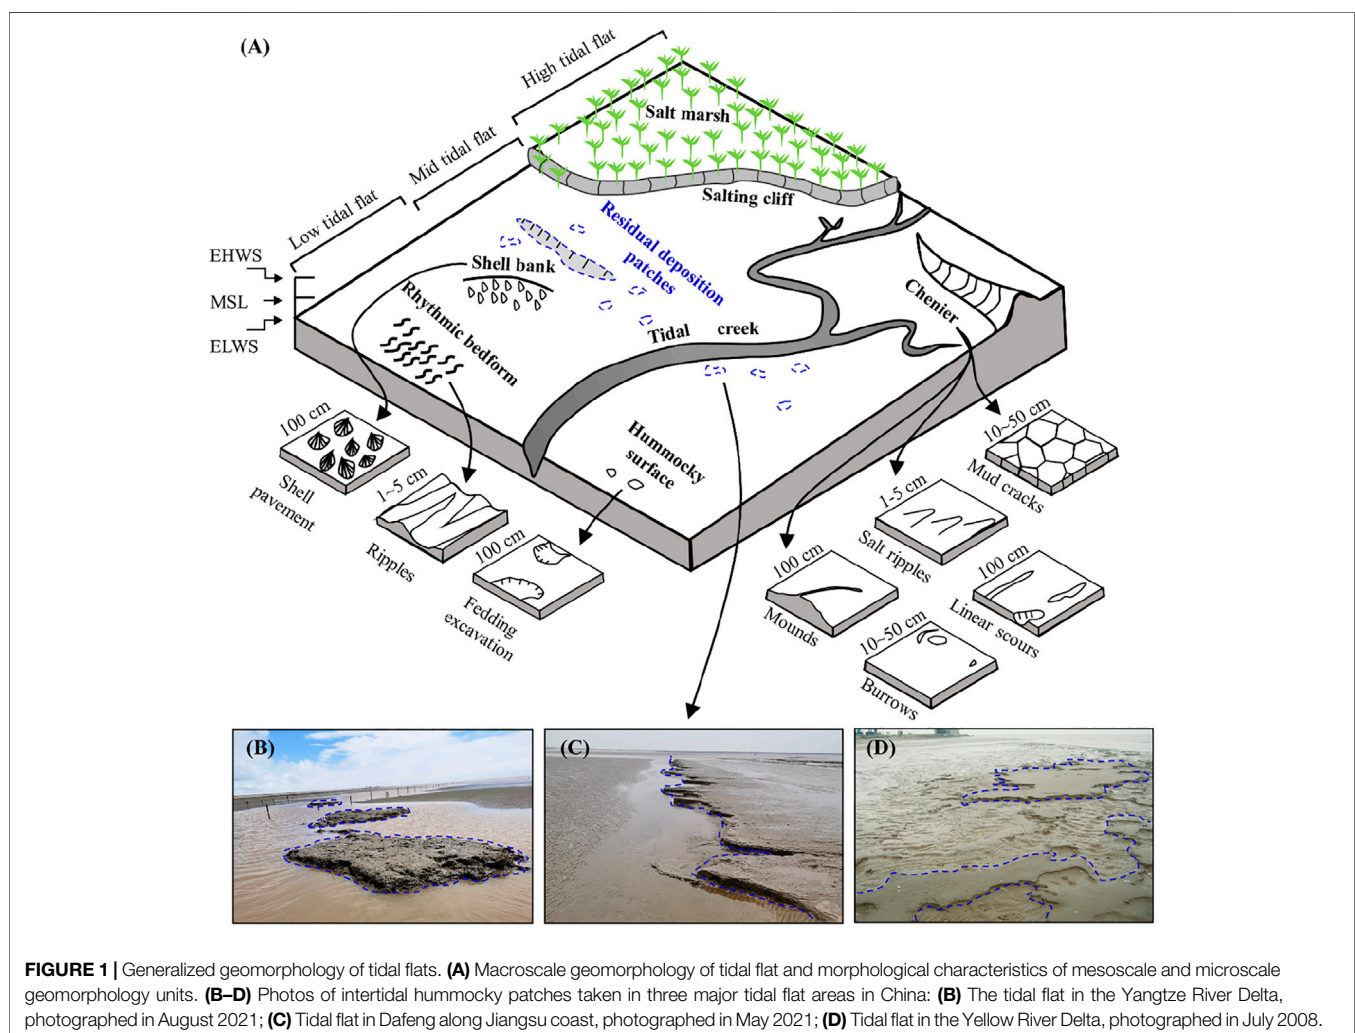 (A)
High tidal flat
Mid tidal flat
Low tidal flat
EHWS
MSL
ELWS
Salt marsh
Salting cliff
Residual deposition
patches
Shell bank
Rhythmic bedform
Tidal creek
Chenier
Hummocky
surface
100 cm
Shell
pavement
1~5 cm
Ripples
100 cm
Fedding
excavation
100 cm
Mounds
10~50 cm
Burrows
1-5 cm
Salt ripples
100 cm
Linear scours
10~50 cm
Mud cracks
(B)
(C)
(D)
FIGURE 1 | Generalized geomorphology of tidal flats. (A) Macroscale geomorphology of tidal flat and morphological characteristics of mesoscale and microscale
geomorphology units. (B–D) Photos of intertidal hummocky patches taken in three major tidal flat areas in China: (B) The tidal flat in the Yangtze River Delta,
photographed in August 2021; (C) Tidal flat in Dafeng along Jiangsu coast, photographed in May 2021; (D) Tidal flat in the Yellow River Delta, photographed in July 2008.